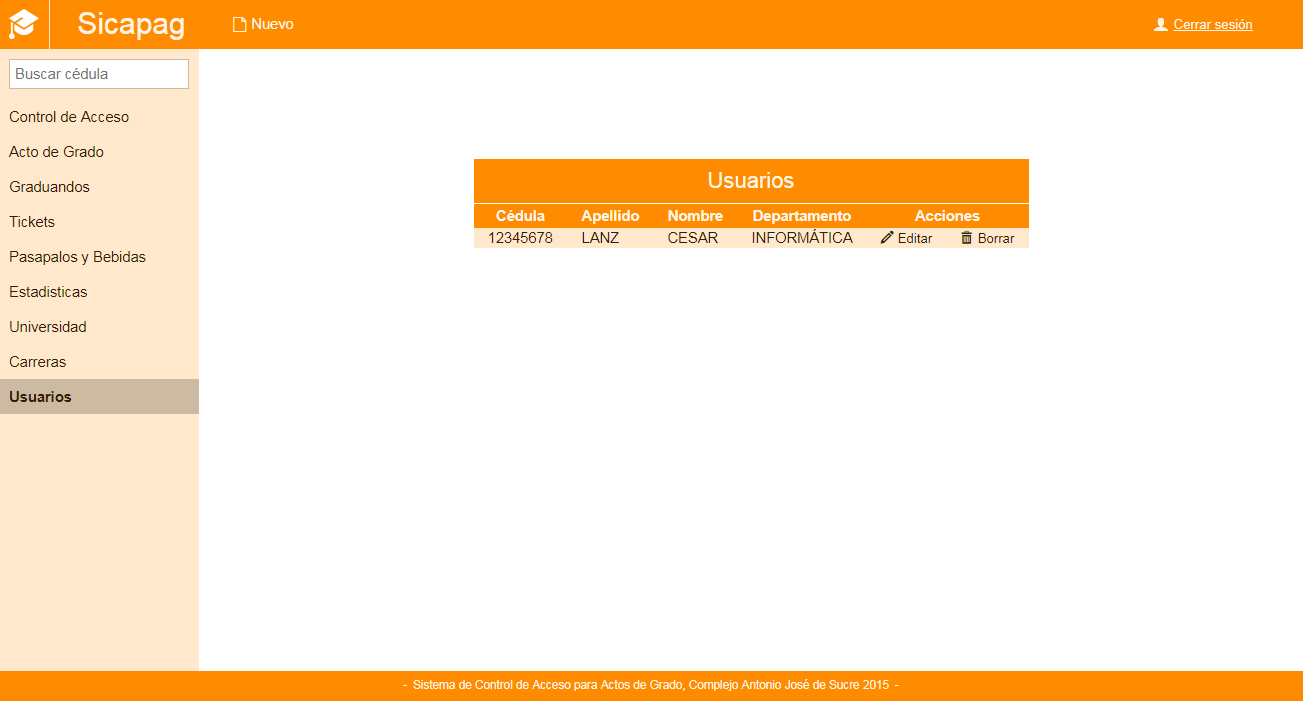 Sicapag
Nuevo
Cerrar sesión
Buscar cédula
Control de Acceso
Acto de Grado
Graduandos
Tickets
Pasapalos y Bebidas
Estadisticas
Universidad
Carreras
Usuarios
Usuarios
Cédula Apellido Nombre Departamento Acciones
12345678 LANZ CESAR INFORMÁTICA Editar Borrar
- Sistema de Control de Acceso para Actos de Grado, Complejo Antonio José de Sucre 2015 -